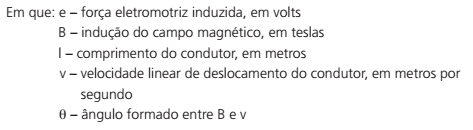 Em que: e – força eletromotriz induzida, em volts
B – indução do campo magnético, em teslas
l – comprimento do condutor, em metros
v – velocidade linear de deslocamento do condutor, em metros por
segundo
θ – ângulo formado entre B e v